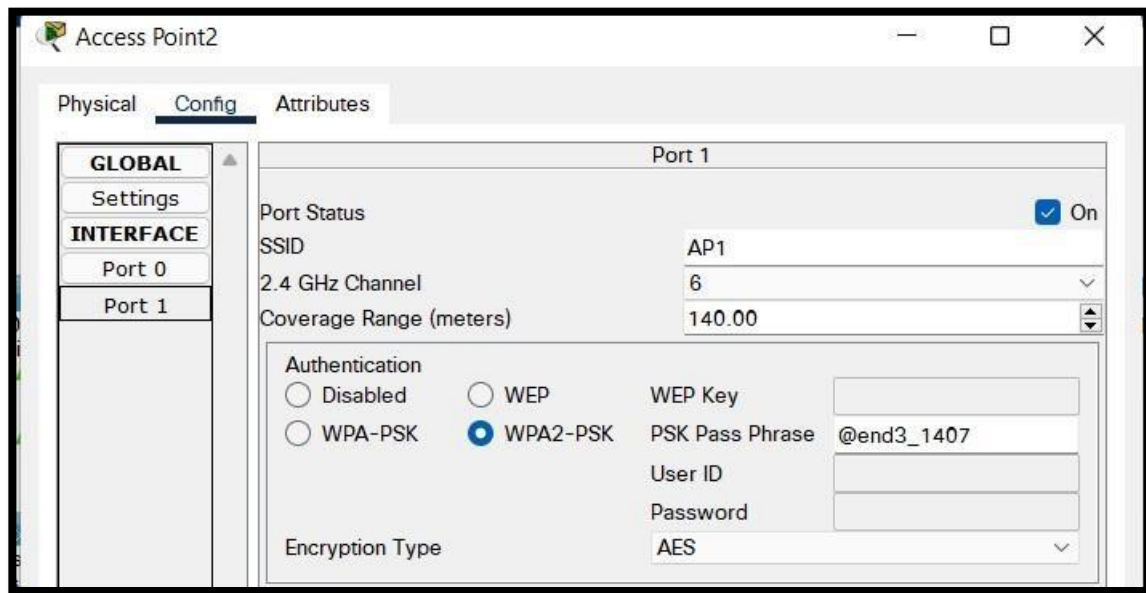 Access Point2
Physical Config Attributes
GLOBAL
Settings
INTERFACE
Port 0
Port 1
Port 1
Port Status On
SSID AP1
2.4 GHz Channel 6
Coverage Range (meters) 140.00
Authentication
Disabled WEP WEP Key
WPA-PSK WPA2-PSK PSK Pass Phrase @end3_1407
User ID
Password
Encryption Type AES